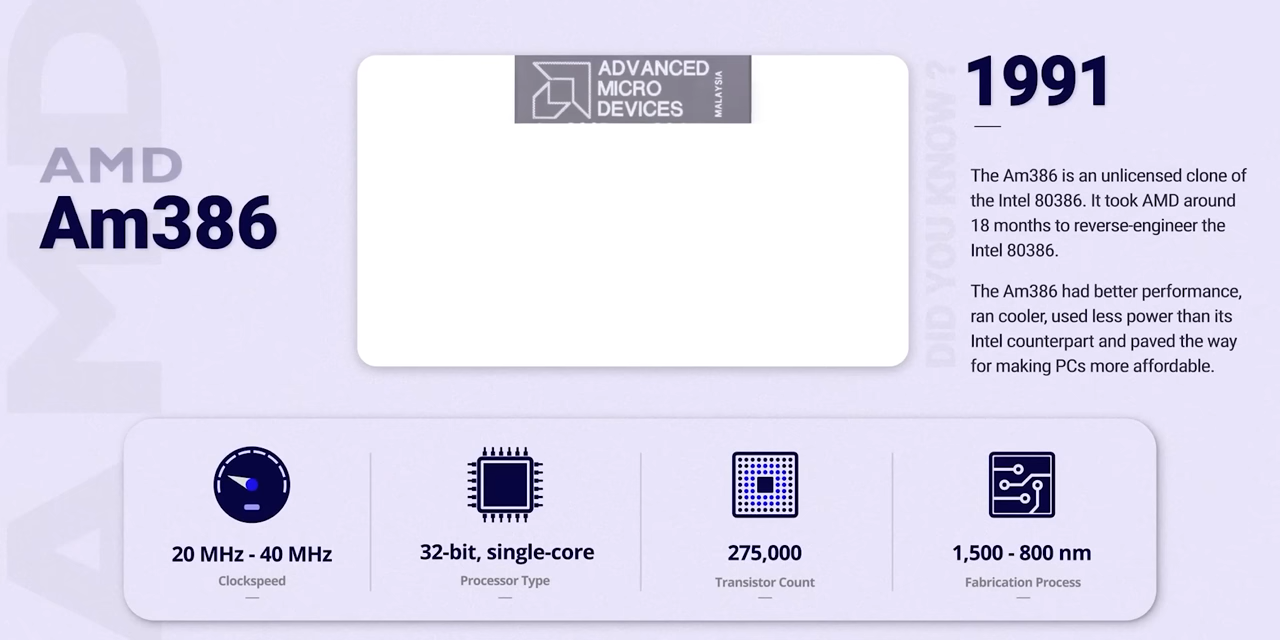 AMD
AMD
Am386
ADVANCED
MICRO
DEVICES
MALAYSIA
DID YOU KNOW ?
1991
The Am386 is an unlicensed clone of
the Intel 80386. It took AMD around
18 months to reverse-engineer the
Intel 80386.
The Am386 had better performance,
ran cooler, used less power than its
Intel counterpart and paved the way
for making PCs more affordable.
20 MHz - 40 MHz
Clockspeed
32-bit, single-core
Processor Type
275,000
Transistor Count
1,500 - 800 nm
Fabrication Process